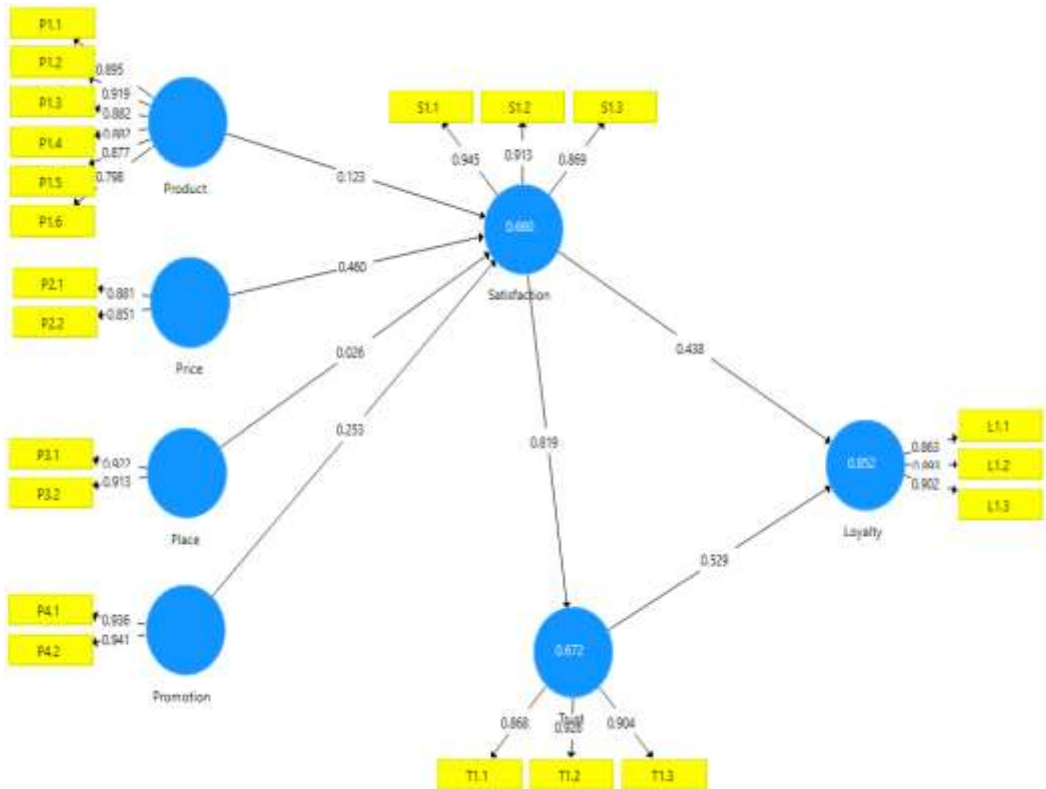 P1.1
P1.2
P1.3
P1.4
P1.5
P1.6
0.895
0.919
0.882
0.877
0.798
Product
0.123
S1.1
S1.2
S1.3
0.945
0.913
0.869
Satisfaction
P2.1
P2.2
0.881
0.851
Price
0.460
P3.1
P3.2
0.922
0.913
Place
0.026
P4.1
P4.2
0.936
0.941
Promotion
0.253
0.438
0.819
0.852
Loyalty
0.863
0.902
L1.1
L1.2
L1.3
0.529
0.672
0.868
0.904
T1.1
T1.2
T1.3